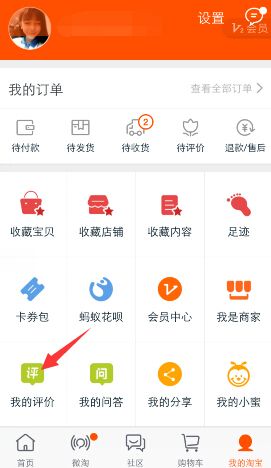 设置
V2会员
我的订单 查看全部订单 >
2
待付款 待发货 待收货 待评价 退款/售后
收藏宝贝 收藏店铺 收藏内容 足迹
卡券包 蚂蚁花呗 会员中心 我是商家
评 问
我的评价 我的问答 我的分享 我的小蜜
首页 微淘 社区 购物车 我的淘宝